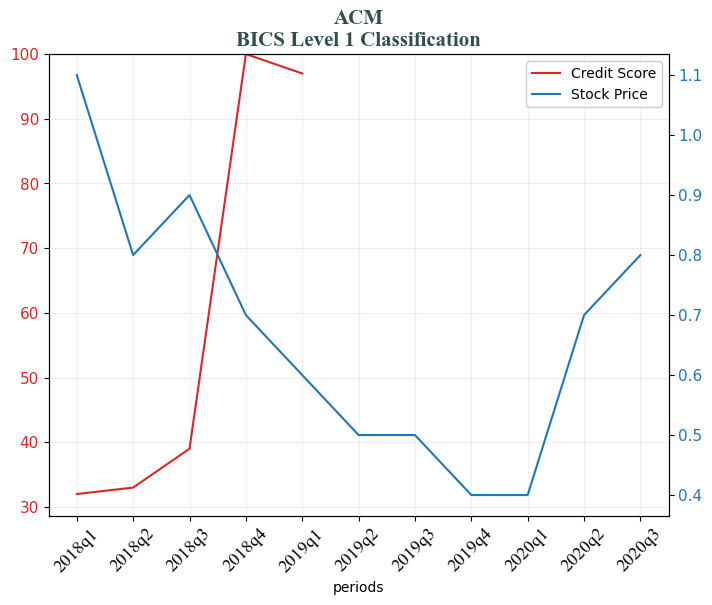 ACM
BICS Level 1 Classification
Credit Score
Stock Price
100
90
80
70
60
50
40
30
1.1
1.0
0.9
0.8
0.7
0.6
0.5
0.4
2018q1
2018q2
2018q3
2018q4
2019q1
2019q2
2019q3
2019q4
2020q1
2020q2
2020q3
periods